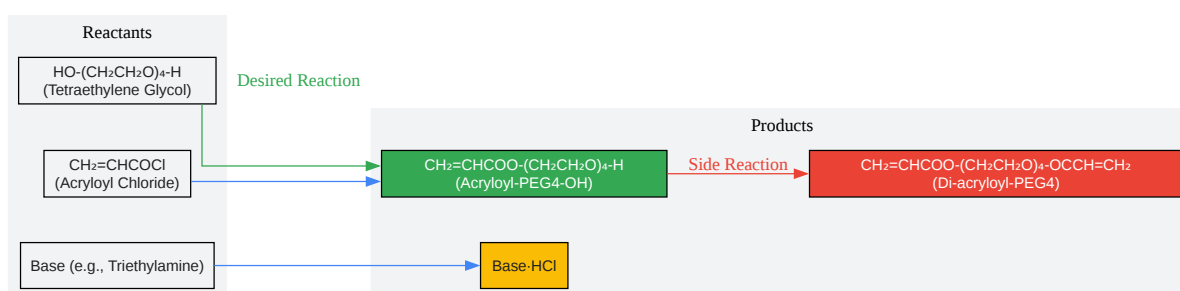 Reactants
HO-(CH₂CH₂O)₄-H
(Tetraethylene Glycol)
Desired Reaction
Products
CH₂=CHCOCl
(Acryloyl Chloride)
CH₂=CHCOO-(CH₂CH₂O)₄-H
(Acryloyl-PEG4-OH)
Side Reaction
CH₂=CHCOO-(CH₂CH₂O)₄-OCCH=CH₂
(Di-acryloyl-PEG4)
Base (e.g., Triethylamine)
Base·HCl